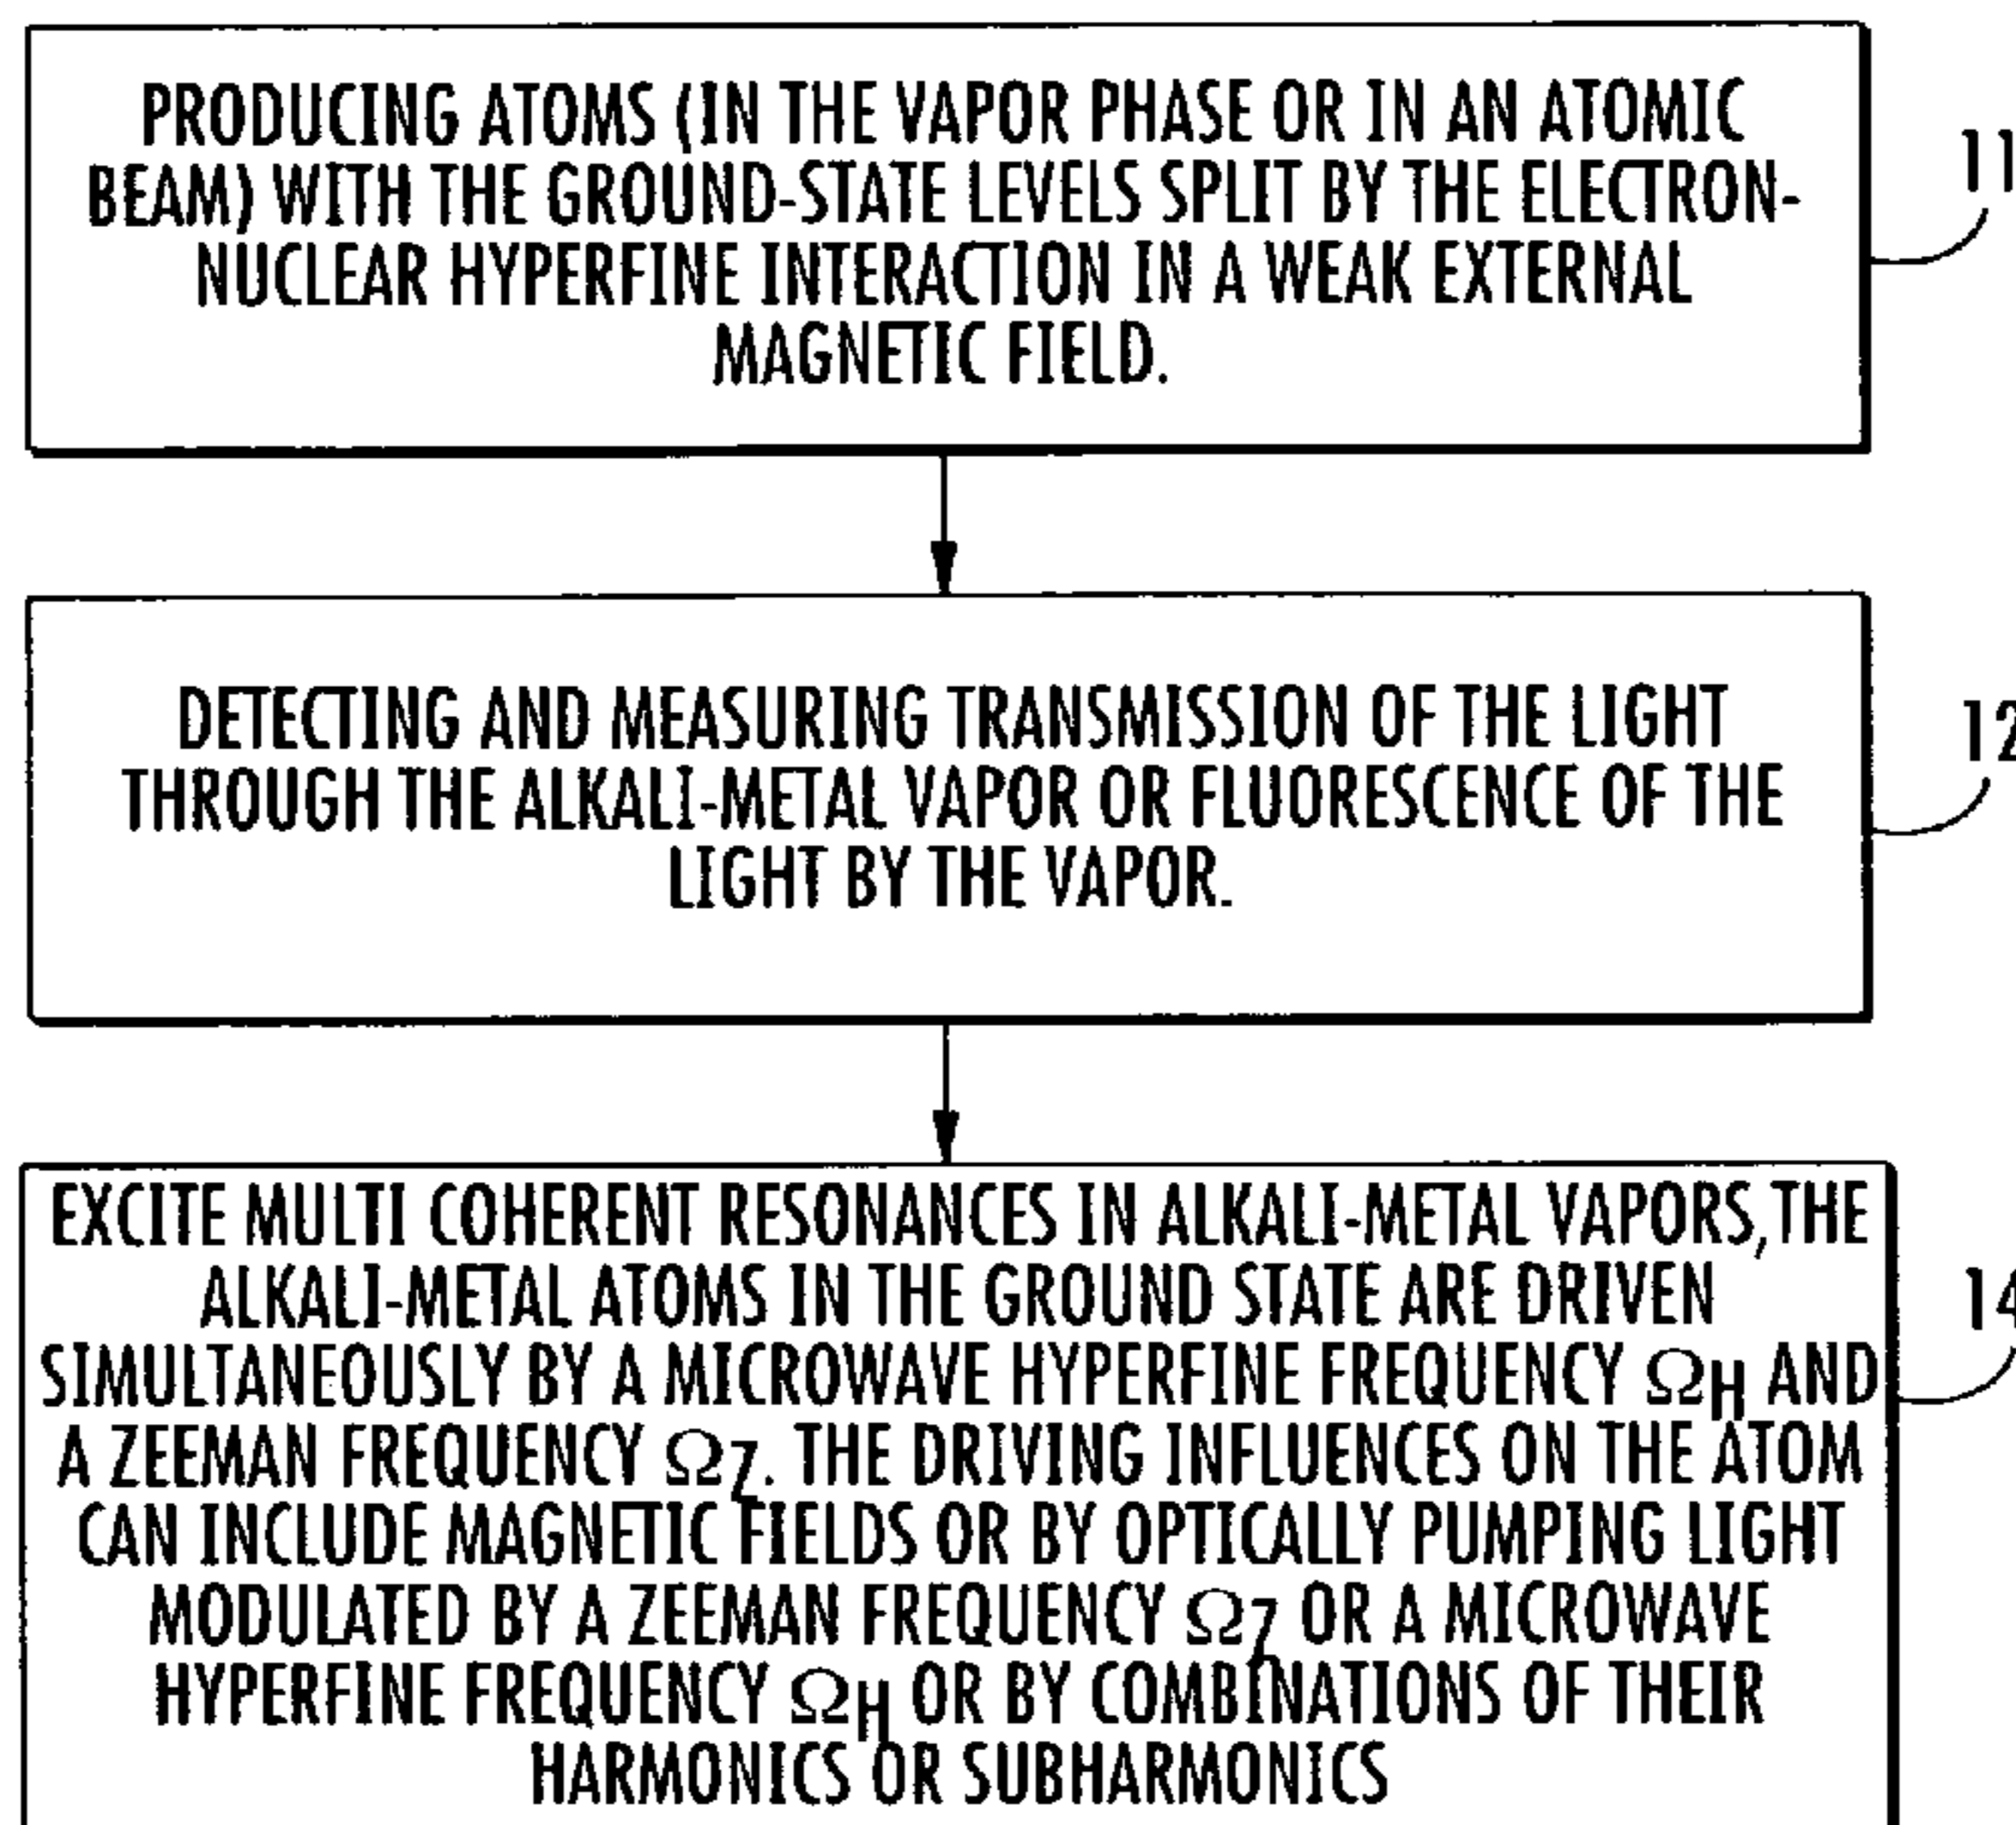 PRODUCING ATOMS (IN THE VAPOR PHASE OR IN AN ATOMIC
BEAM) WITH THE GROUND-STATE LEVELS SPLIT BY THE ELECTRON-
NUCLEAR HYPERFINE INTERACTION IN A WEAK EXTERNAL
MAGNETIC FIELD.
11
DETECTING AND MEASURING TRANSMISSION OF THE LIGHT
THROUGH THE ALKALI-METAL VAPOR OR FLUORESCENCE OF THE
LIGHT BY THE VAPOR.
12
EXCITE MULTI COHERENT RESONANCES IN ALKALI-METAL VAPORS, THE
ALKALI-METAL ATOMS IN THE GROUND STATE ARE DRIVEN
SIMULTANEOUSLY BY A MICROWAVE HYPERFINE FREQUENCY ΩH AND
A ZEEMAN FREQUENCY ΩZ. THE DRIVING INFLUENCES ON THE ATOM
CAN INCLUDE MAGNETIC FIELDS OR BY OPTICALLY PUMPING LIGHT
MODULATED BY A ZEEMAN FREQUENCY ΩZ OR A MICROWAVE
HYPERFINE FREQUENCY ΩH OR BY COMBINATIONS OF THEIR
HARMONICS OR SUBHARMONICS
14